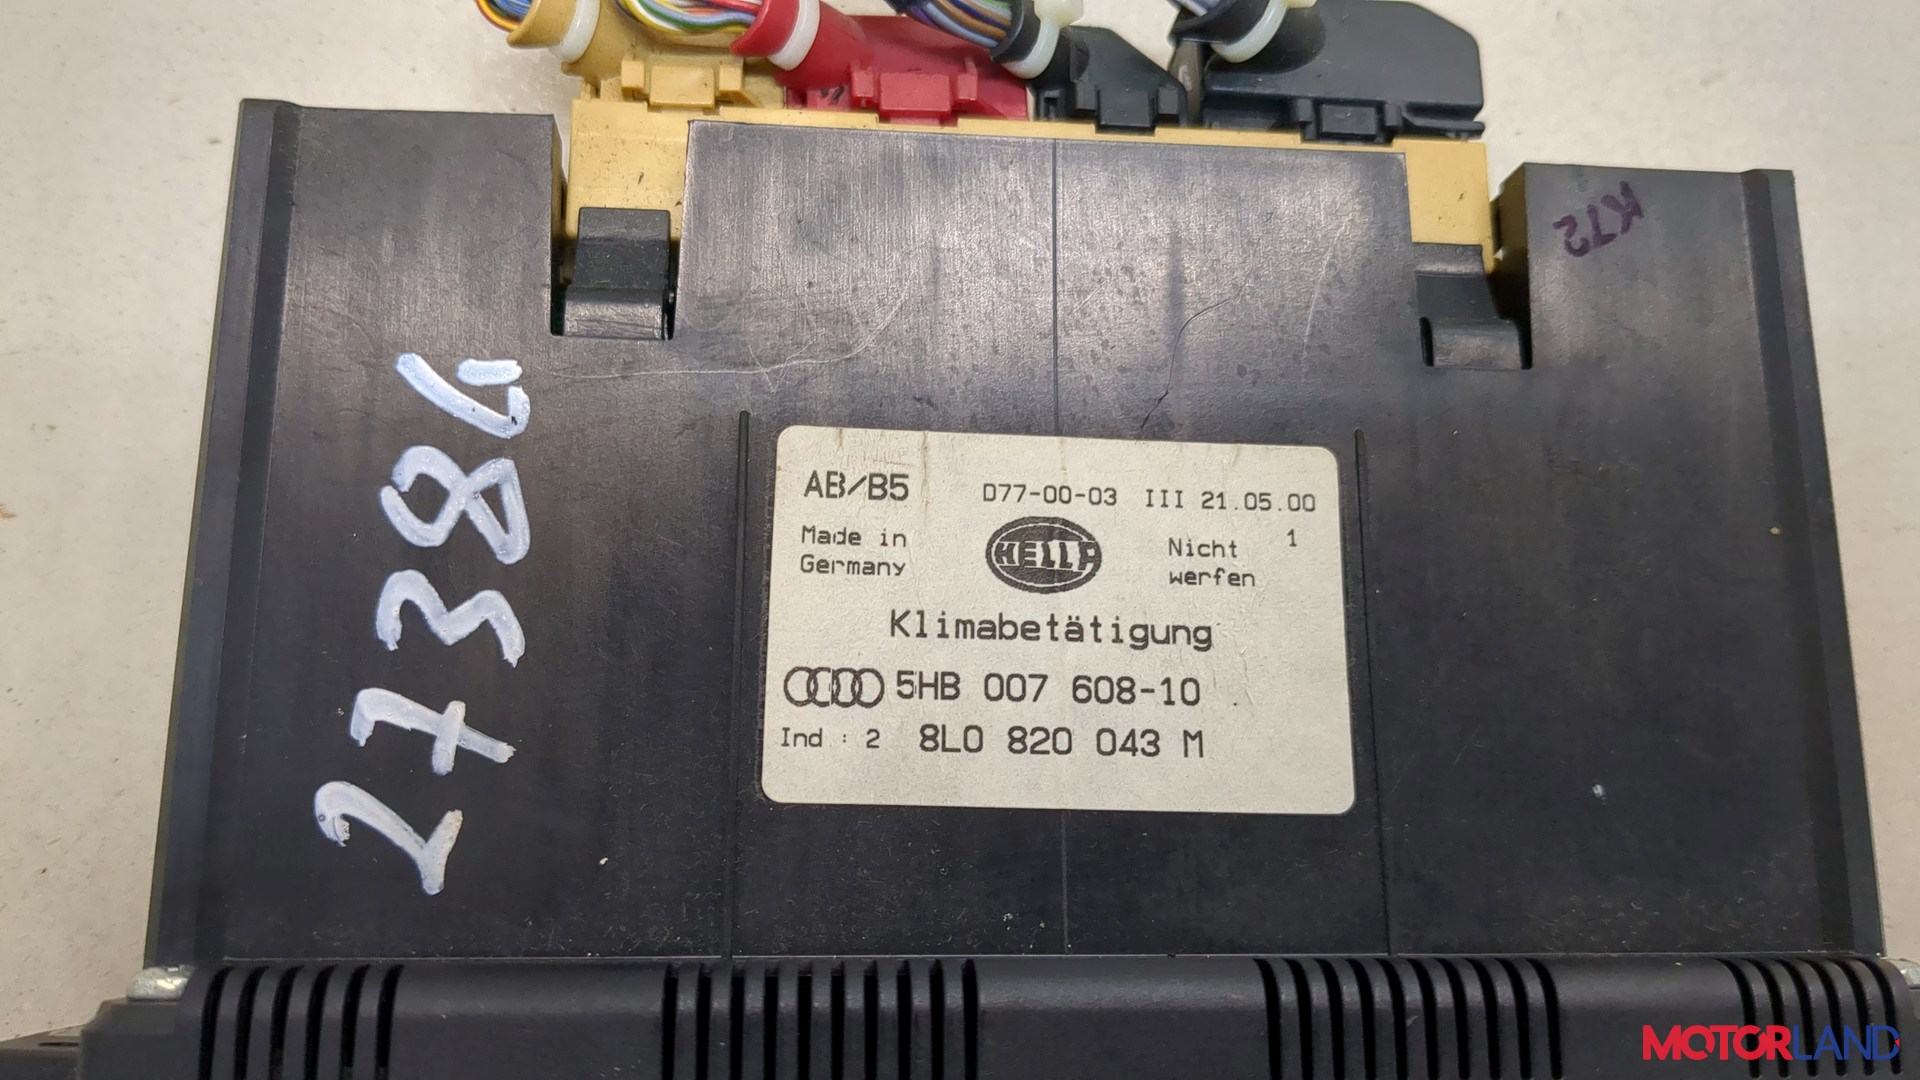 K72
AB/B5 D77-00-03 III 21.05.00
Made in Germany
HELLA
Nicht werfen
1
Klimabetätigung
5HB 007 608-10
Ind.: 2 8L0 820 043 M
27386
MOTORLAND